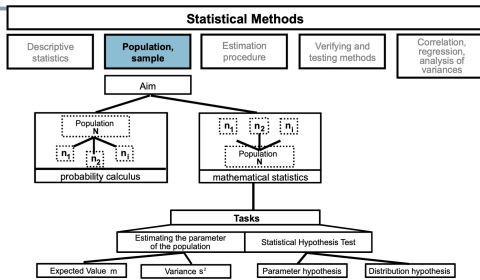 Statistical Methods
Descriptive
statistics
Population,
sample
Estimation
procedure
Verifying and
testing methods
Correlation,
regression,
analysis of
variances
Aim
Population
N
n1 n2 ni
probability calculus
n1 n2 ni
Population
N
mathematical statistics
Tasks
Estimating the parameter
of the population
Statistical Hypothesis Test
Expected Value m
Variance s²
Parameter hypothesis
Distribution hypothesis